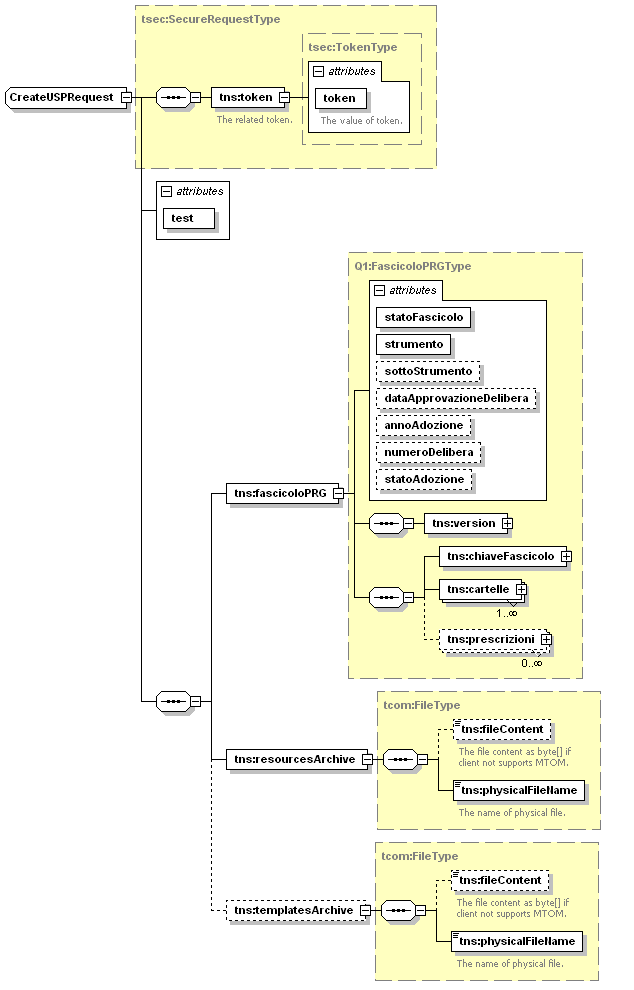 tsec:SecureRequestType
tsec:TokenType
attributes
CreateUSPRequest
tns:token
token
The related token.
The value of token.
attributes
test
Q1:FascicoloPRGType
attributes
statoFascicolo
strumento
sottoStrumento
dataApprovazioneDelibera
annoAdozione
numeroDelibera
statoAdozione
tns:fascicoloPRG
tns:version
tns:chiaveFascicolo
tns:cartelle
1..∞
tns:prescrizioni
0..∞
tcom:FileType
tns:fileContent
The file content as byte[] if
client not supports MTOM.
tns:resourcesArchive
tns:physicalFileName
The name of physical file.
tcom:FileType
tns:fileContent
The file content as byte[] if
client not supports MTOM.
tns:templatesArchive
tns:physicalFileName
The name of physical file.